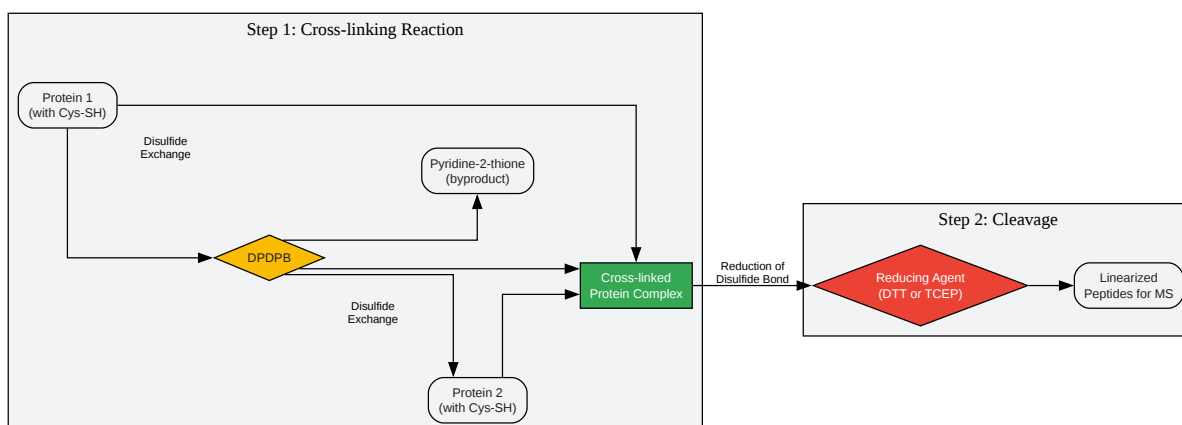 Step 1: Cross-linking Reaction
Protein 1
(with Cys-SH)
Disulfide
Exchange
Pyridine-2-thione
(byproduct)
DPDPB
Disulfide
Exchange
Cross-linked
Protein Complex
Protein 2
(with Cys-SH)
Reduction of
Disulfide Bond
Step 2: Cleavage
Reducing Agent
(DTT or TCEP)
Linearized
Peptides for MS